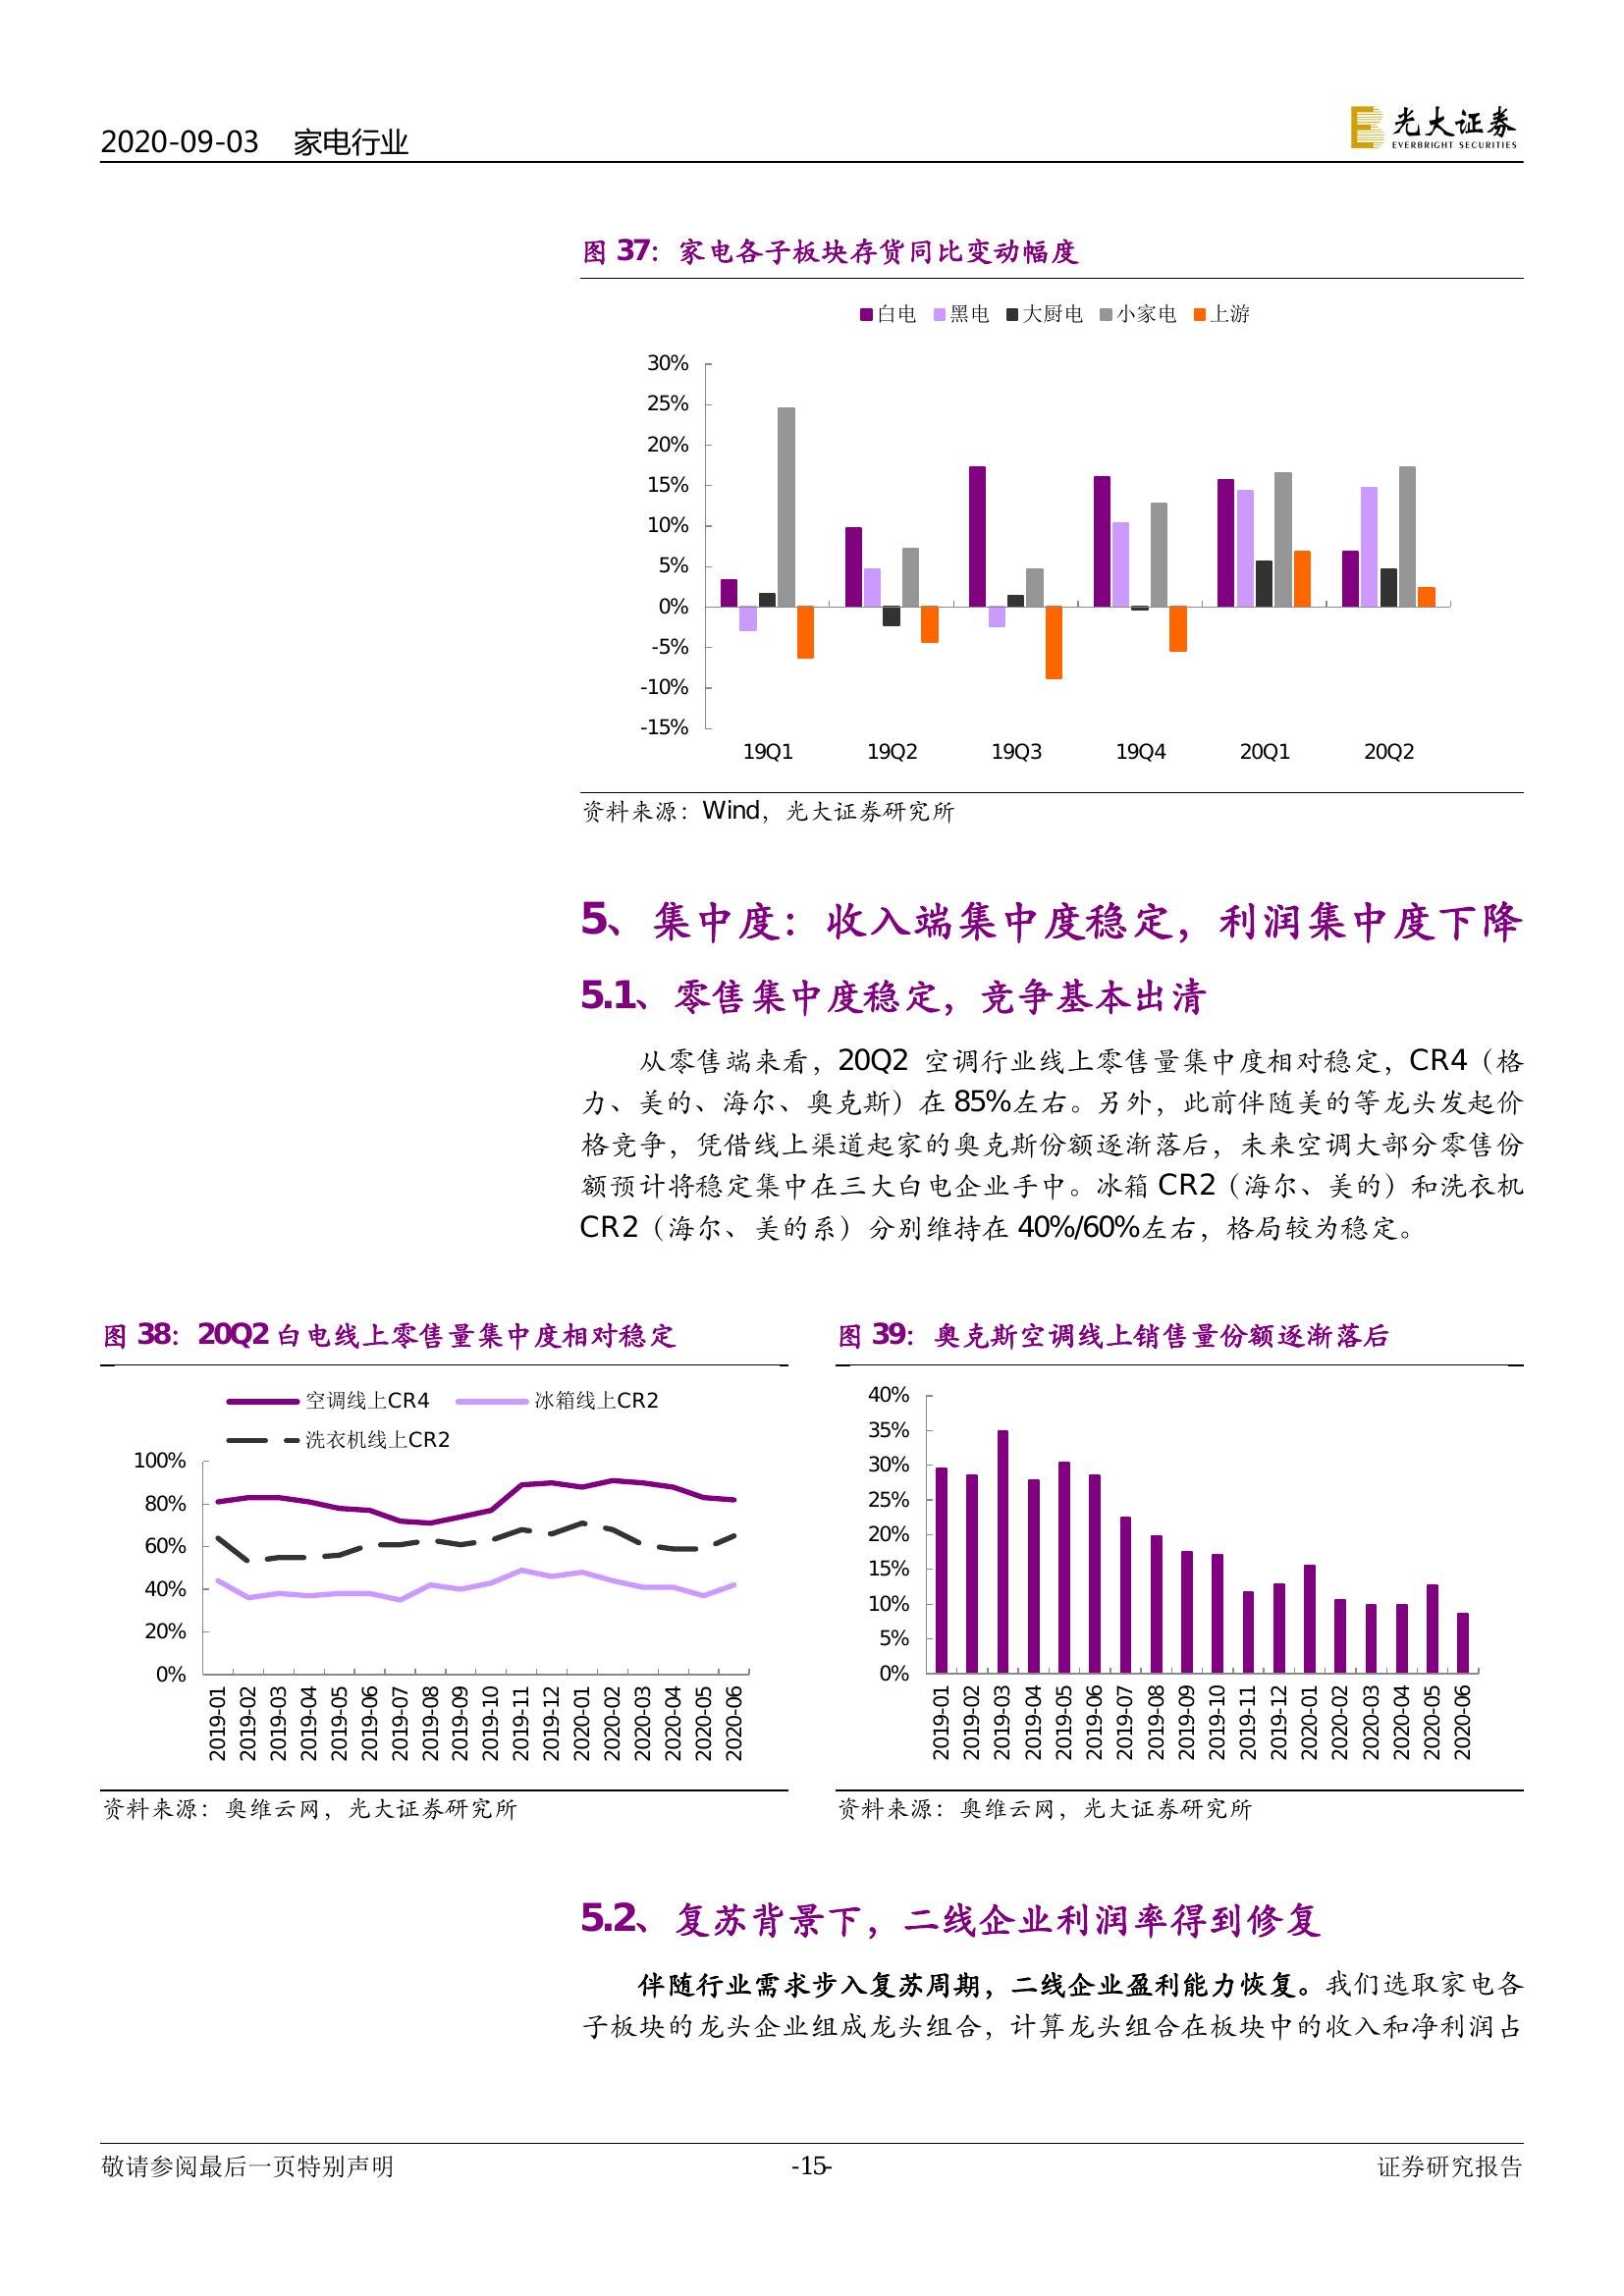 2020-09-03 家电行业
光大证券
EVERBRIGHT SECURITIES
图 37：家电各子板块存货同比变动幅度
白电 黑电 大厨电 小家电 上游
30%
25%
20%
15%
10%
5%
0%
-5%
-10%
-15%
19Q1 19Q2 19Q3 19Q4 20Q1 20Q2
资料来源：Wind，光大证券研究所
5、集中度：收入端集中度稳定，利润集中度下降
5.1、零售集中度稳定，竞争基本出清
从零售端来看，20Q2 空调行业线上零售量集中度相对稳定，CR4（格
力、美的、海尔、奥克斯）在 85%左右。另外，此前伴随美的等龙头发起价
格竞争，凭借线上渠道起家的奥克斯份额逐渐落后，未来空调大部分零售份
额预计将稳定集中在三大白电企业手中。冰箱 CR2（海尔、美的）和洗衣机
CR2（海尔、美的系）分别维持在 40%/60%左右，格局较为稳定。
图 38：20Q2 白电线上零售量集中度相对稳定
空调线上CR4 冰箱线上CR2
洗衣机线上CR2
100%
80%
60%
40%
20%
0%
2019-01 2019-02 2019-03 2019-04 2019-05 2019-06 2019-07 2019-08 2019-09 2019-10 2019-11 2019-12 2020-01 2020-02 2020-03 2020-04 2020-05 2020-06
资料来源：奥维云网，光大证券研究所
图 39：奥克斯空调线上销售量份额逐渐落后
40%
35%
30%
25%
20%
15%
10%
5%
0%
2019-01 2019-02 2019-03 2019-04 2019-05 2019-06 2019-07 2019-08 2019-09 2019-10 2019-11 2019-12 2020-01 2020-02 2020-03 2020-04 2020-05 2020-06
资料来源：奥维云网，光大证券研究所
5.2、复苏背景下，二线企业利润率得到修复
伴随行业需求步入复苏周期，二线企业盈利能力恢复。我们选取家电各
子板块的龙头企业组成龙头组合，计算龙头组合在板块中的收入和净利润占
敬请参阅最后一页特别声明 -15- 证券研究报告